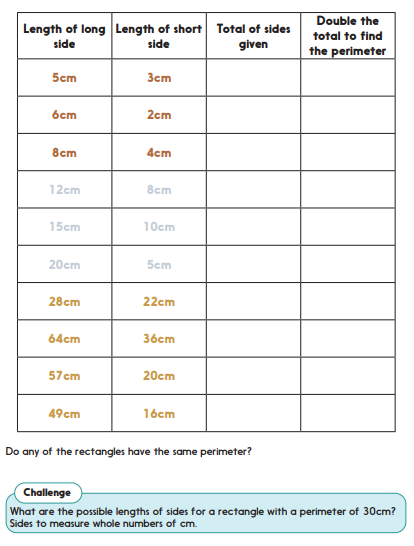 Length of long side | Length of short side | Total of sides given | Double the total to find the perimeter
5cm | 3cm
6cm | 2cm
8cm | 4cm
12cm | 8cm
15cm | 10cm
20cm | 5cm
28cm | 22cm
64cm | 36cm
57cm | 20cm
49cm | 16cm
Do any of the rectangles have the same perimeter?
Challenge
What are the possible lengths of sides for a rectangle with a perimeter of 30cm?
Sides to measure whole numbers of cm.